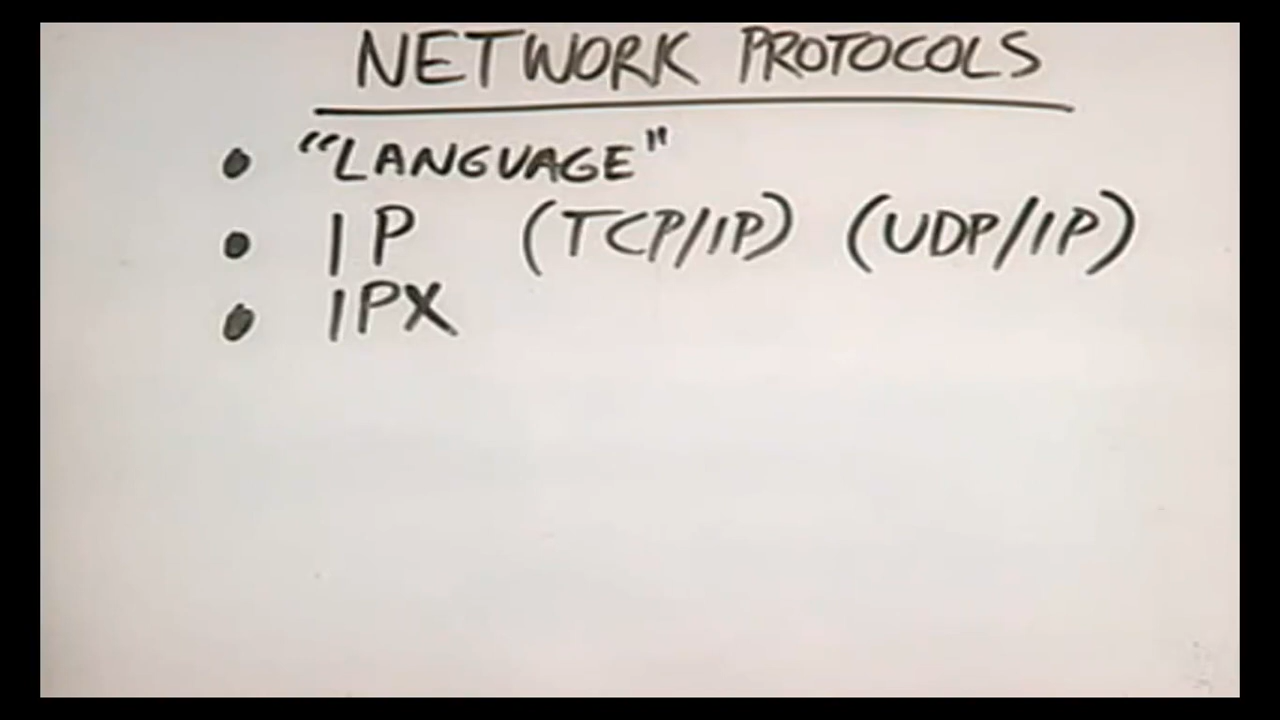 NETWORK PROTOCOLS
• "LANGUAGE"
• IP (TCP/IP) (UDP/IP)
• IPX